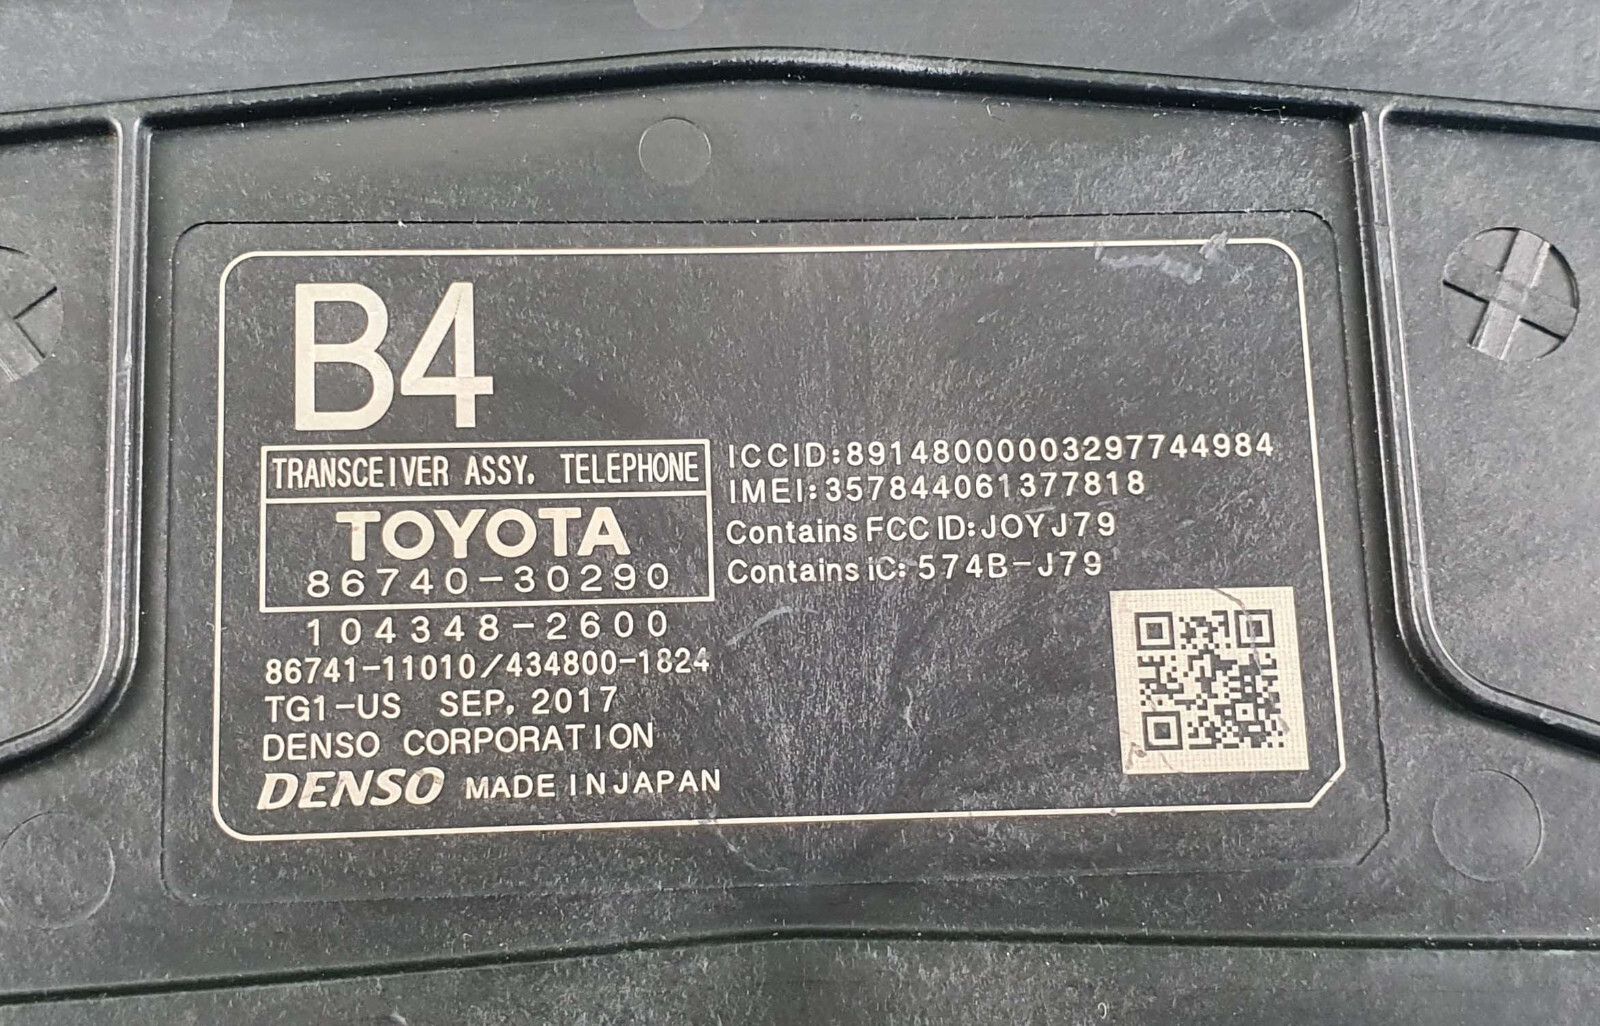 B4
TRANSCEIVER ASSY, TELEPHONE
TOYOTA
86740-30290
104348-2600
86741-11010/434800-1824
TG1-US SEP, 2017
DENSO CORPORATION
DENSO MADE IN JAPAN
ICCID:89148000003297744984
IMEI:357844061377818
Contains FCC ID:JOYJ79
Contains iC: 574B-J79